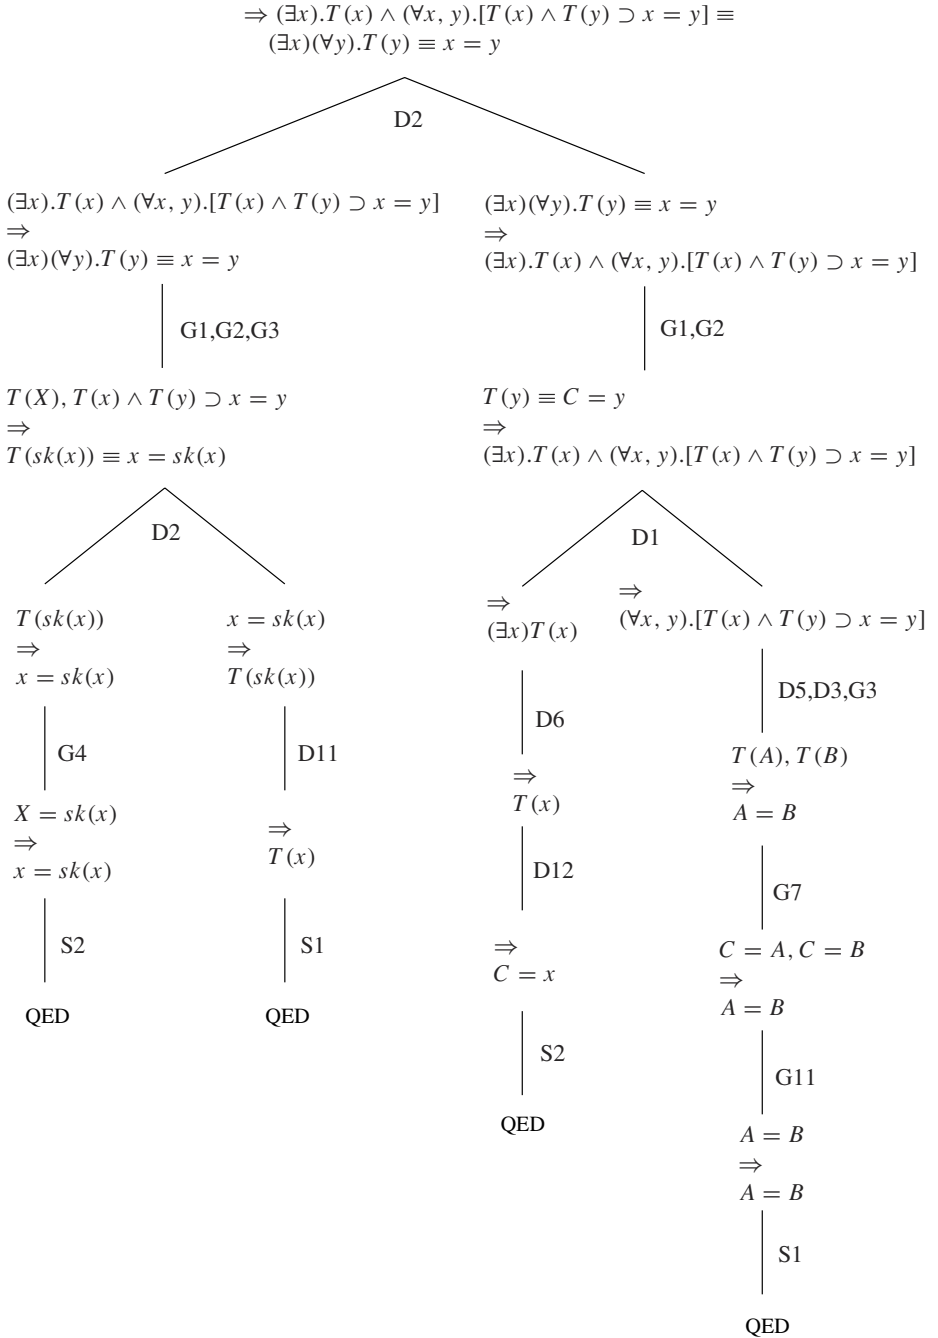 ⇒ (∃x).T(x) ∧ (∀x, y).[T(x) ∧ T(y) ⊃ x = y] ≡
(∃x)(∀y).T(y) ≡ x = y
D2
(∃x).T(x) ∧ (∀x, y).[T(x) ∧ T(y) ⊃ x = y]
⇒
(∃x)(∀y).T(y) ≡ x = y
(∃x)(∀y).T(y) ≡ x = y
⇒
(∃x).T(x) ∧ (∀x, y).[T(x) ∧ T(y) ⊃ x = y]
G1,G2,G3
G1,G2
T(X), T(x) ∧ T(y) ⊃ x = y
⇒
T(sk(x)) ≡ x = sk(x)
T(y) ≡ C = y
⇒
(∃x).T(x) ∧ (∀x, y).[T(x) ∧ T(y) ⊃ x = y]
D2
D1
T(sk(x))
⇒
x = sk(x)
x = sk(x)
⇒
T(sk(x))
⇒
(∃x)T(x)
⇒
(∀x, y).[T(x) ∧ T(y) ⊃ x = y]
G4
D11
D6
D5,D3,G3
X = sk(x)
⇒
x = sk(x)
⇒
T(x)
⇒
T(x)
T(A), T(B)
⇒
A = B
S2
S1
D12
G7
QED
QED
⇒
C = x
C = A, C = B
⇒
A = B
S2
G11
QED
A = B
⇒
A = B
S1
QED